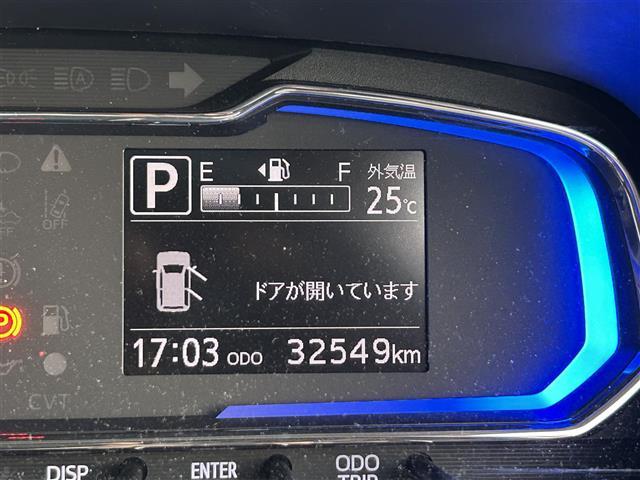 P E F 外気温
25℃
ドアが開いています
17:03 ODO 32549km
OFF OFF
P
CVT
DISP ENTER ODO
TRIP